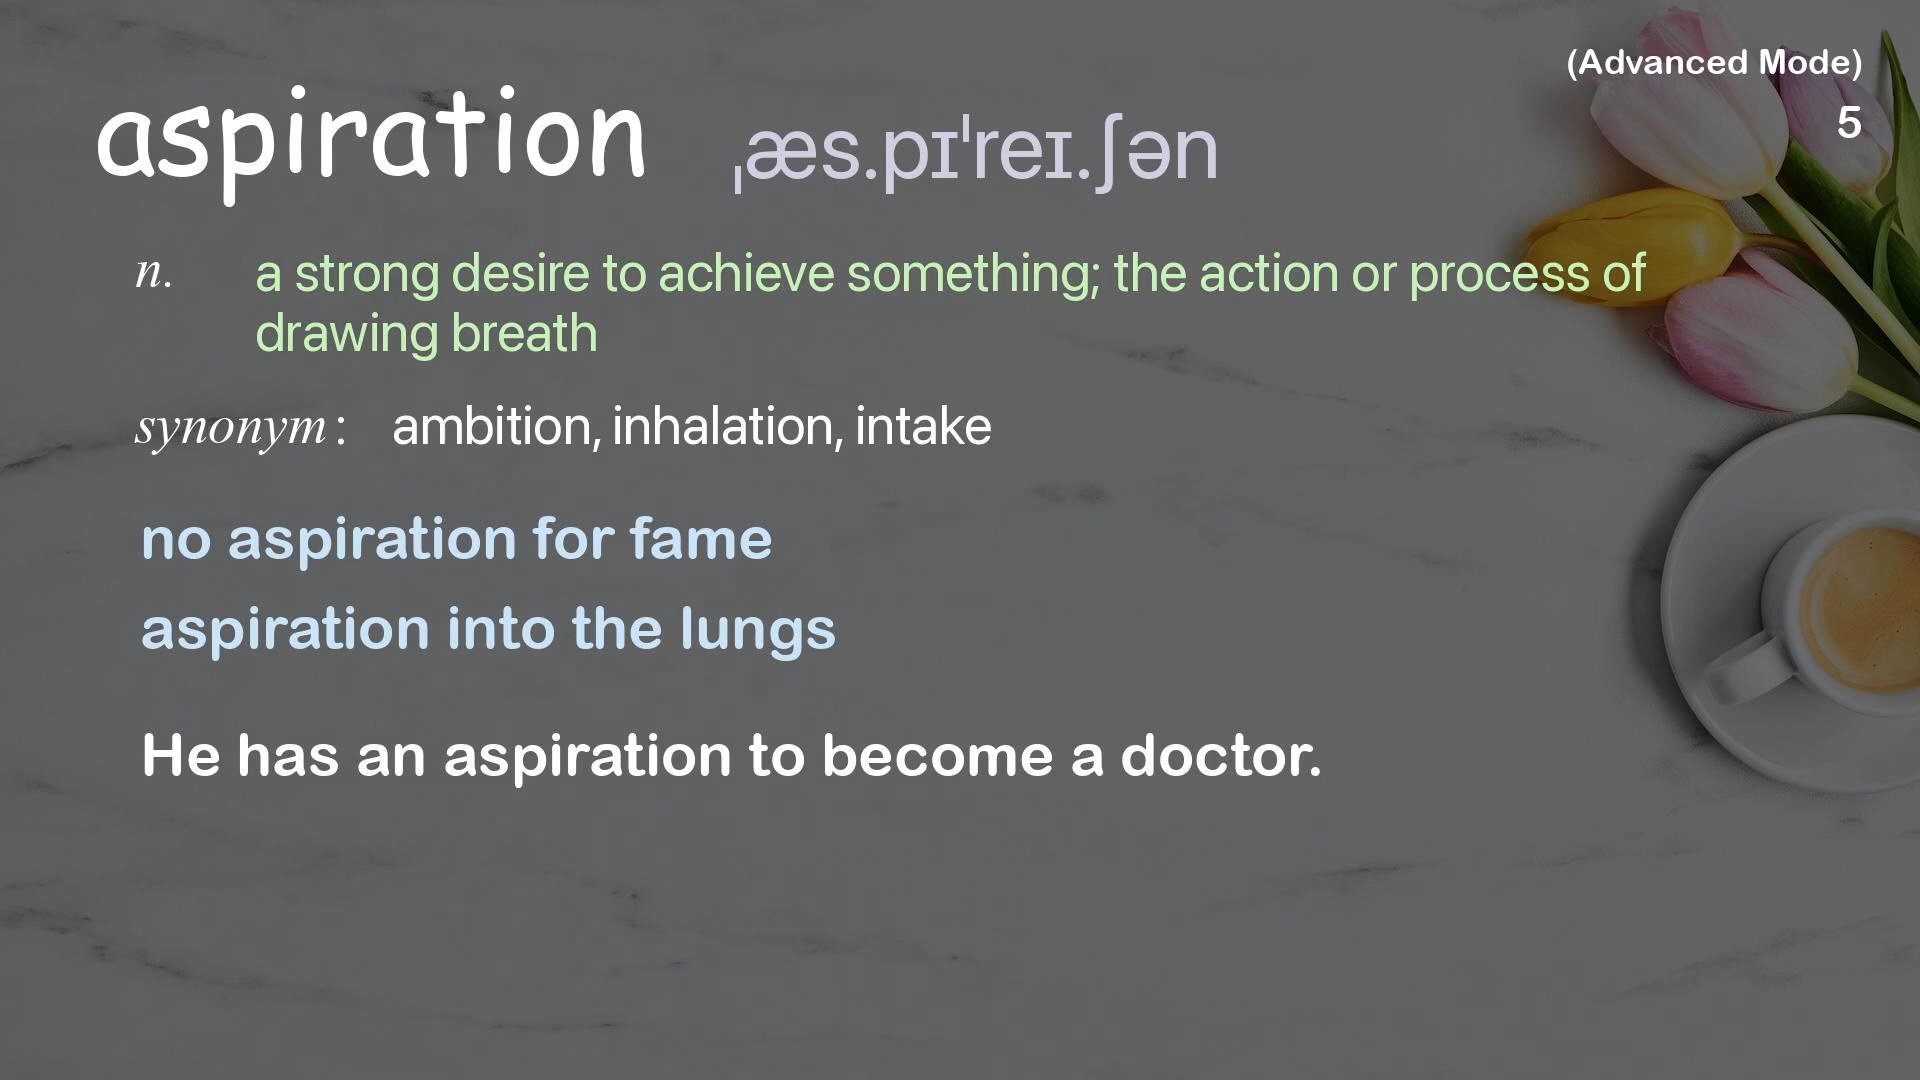 (Advanced Mode)
5
aspiration ˌæs.pɪˈreɪ.ʃən
n. a strong desire to achieve something; the action or process of
drawing breath
synonym: ambition, inhalation, intake
no aspiration for fame
aspiration into the lungs
He has an aspiration to become a doctor.